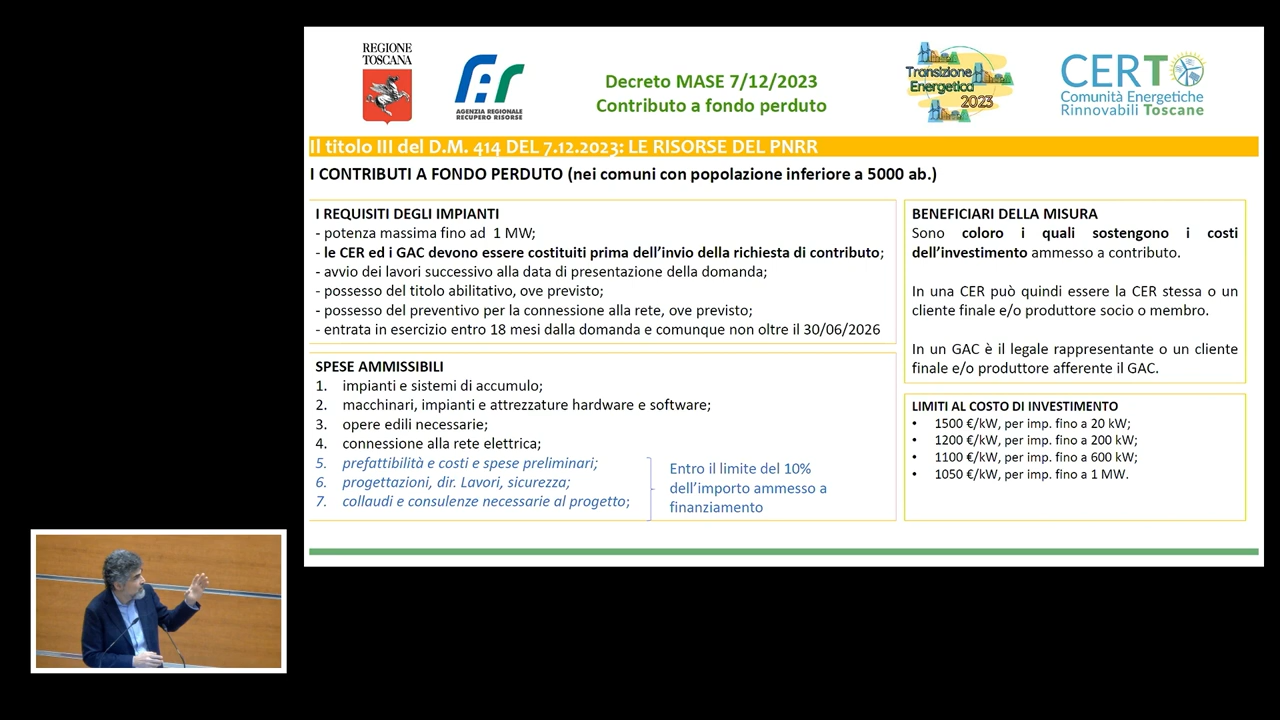 REGIONE
TOSCANA
AGENZIA REGIONALE
RECUPERO RISORSE
Decreto MASE 7/12/2023
Contributo a fondo perduto
Transizione
Energetica
2023
CERT
Comunità Energetiche
Rinnovabili Toscane
Il titolo III del D.M. 414 DEL 7.12.2023: LE RISORSE DEL PNRR
I CONTRIBUTI A FONDO PERDUTO (nei comuni con popolazione inferiore a 5000 ab.)
I REQUISITI DEGLI IMPIANTI
- potenza massima fino ad 1 MW;
- le CER ed i GAC devono essere costituiti prima dell'invio della richiesta di contributo;
- avvio dei lavori successivo alla data di presentazione della domanda;
- possesso del titolo abilitativo, ove previsto;
- possesso del preventivo per la connessione alla rete, ove previsto;
- entrata in esercizio entro 18 mesi dalla domanda e comunque non oltre il 30/06/2026
SPESE AMMISSIBILI
1. impianti e sistemi di accumulo;
2. macchinari, impianti e attrezzature hardware e software;
3. opere edili necessarie;
4. connessione alla rete elettrica;
5. prefattibilità e costi e spese preliminari;
6. progettazioni, dir. Lavori, sicurezza;
7. collaudi e consulenze necessarie al progetto;
Entro il limite del 10%
dell'importo ammesso a
finanziamento
BENEFICIARI DELLA MISURA
Sono coloro i quali sostengono i costi
dell'investimento ammesso a contributo.
In una CER può quindi essere la CER stessa o un
cliente finale e/o produttore socio o membro.
In un GAC è il legale rappresentante o un cliente
finale e/o produttore afferente il GAC.
LIMITI AL COSTO DI INVESTIMENTO
• 1500 €/kW, per imp. fino a 20 kW;
• 1200 €/kW, per imp. fino a 200 kW;
• 1100 €/kW, per imp. fino a 600 kW;
• 1050 €/kW, per imp. fino a 1 MW.